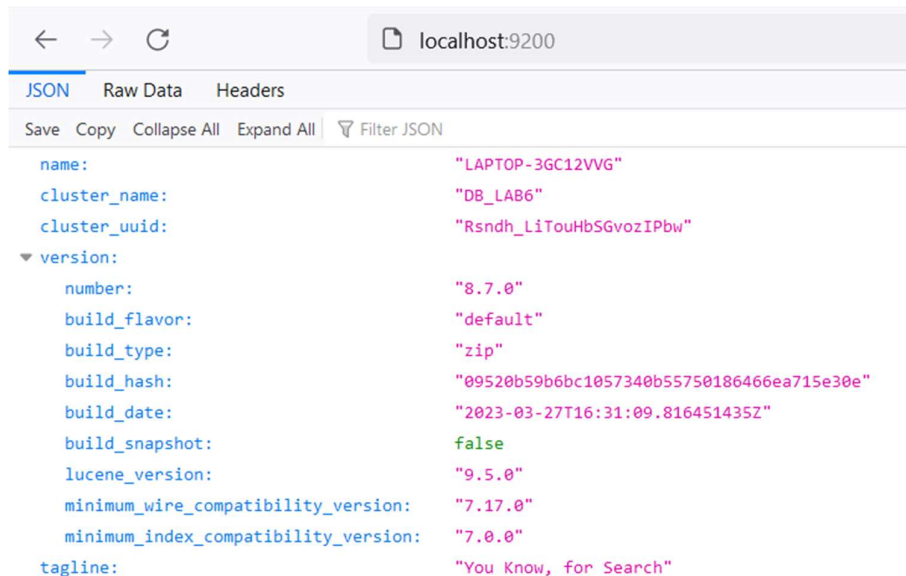 localhost:9200
JSON Raw Data Headers
Save Copy Collapse All Expand All Filter JSON
name: "LAPTOP-3GC12VVG"
cluster_name: "DB_LAB6"
cluster_uuid: "Rsndh_LiTouHbSGvozIPbw"
version:
number: "8.7.0"
build_flavor: "default"
build_type: "zip"
build_hash: "09520b59b6bc1057340b55750186466ea715e30e"
build_date: "2023-03-27T16:31:09.816451435Z"
build_snapshot: false
lucene_version: "9.5.0"
minimum_wire_compatibility_version: "7.17.0"
minimum_index_compatibility_version: "7.0.0"
tagline: "You Know, for Search"